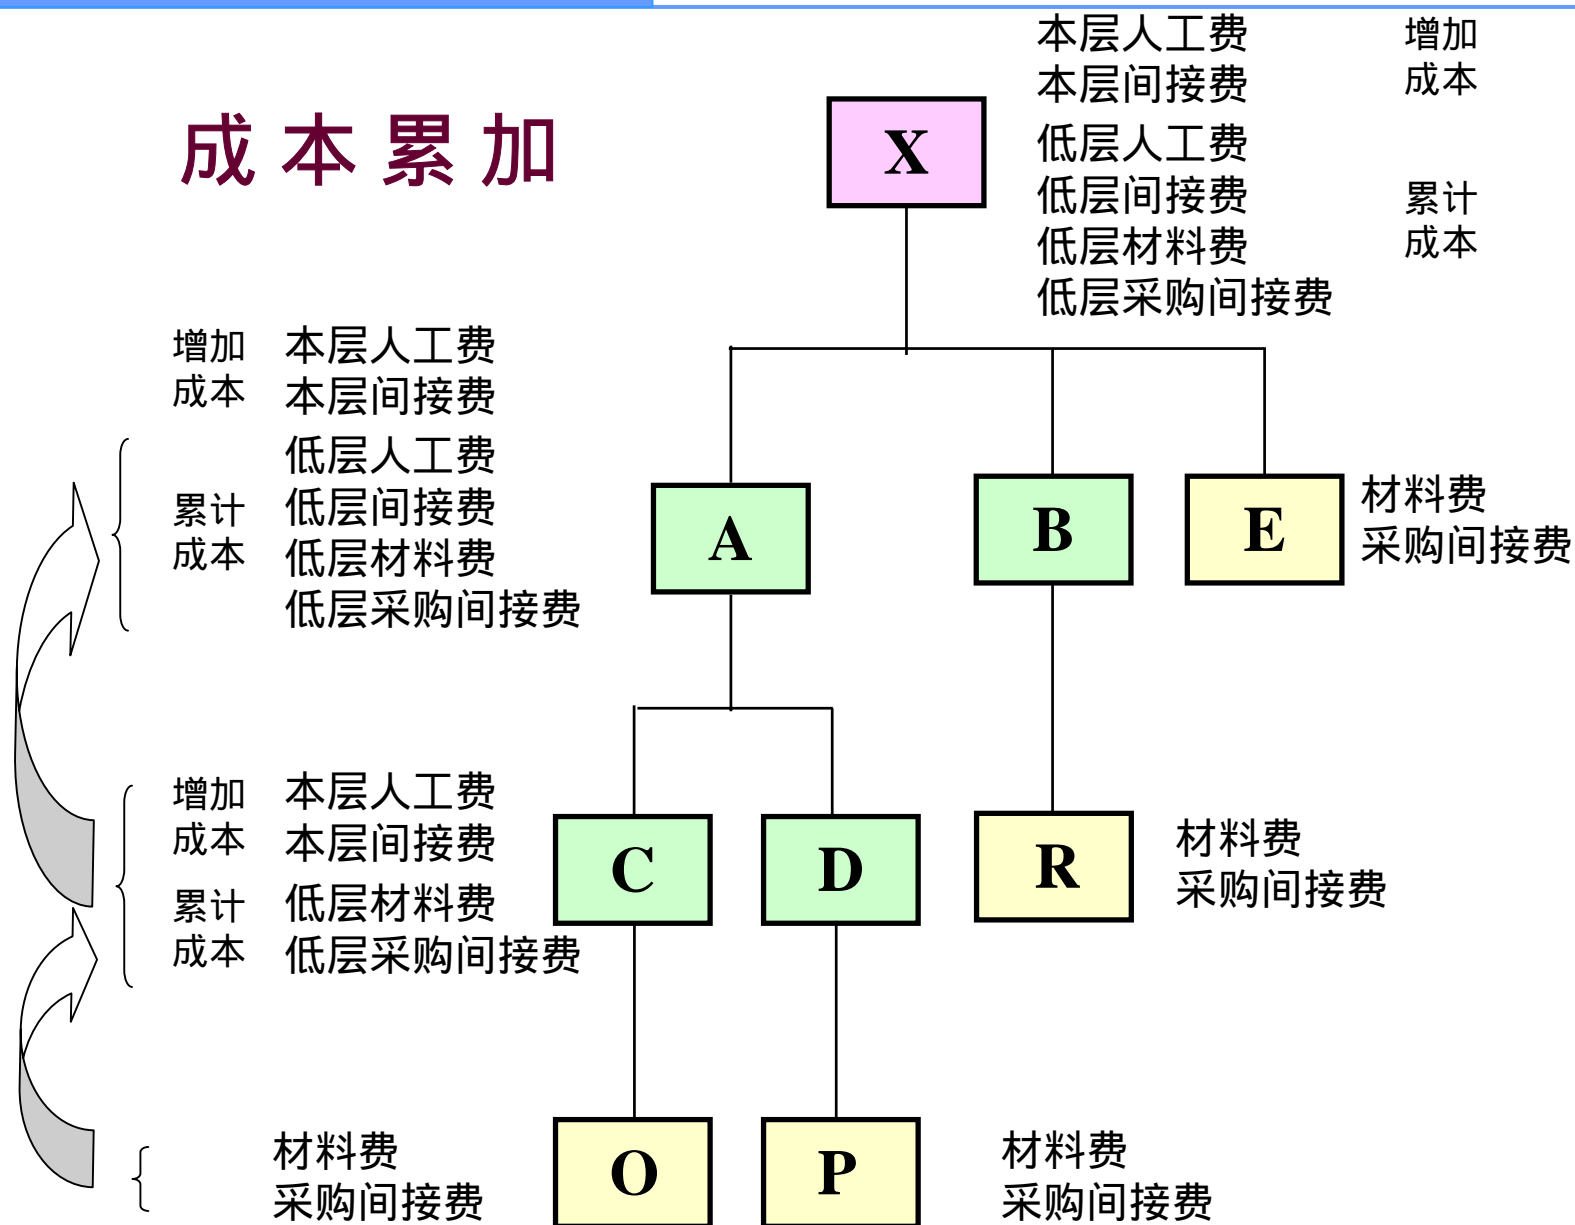 成本累加
本层人工费
本层间接费
增加
成本
X
低层人工费
低层间接费
低层材料费
低层采购间接费
累计
成本
增加
成本
本层人工费
本层间接费
累计
成本
低层人工费
低层间接费
低层材料费
低层采购间接费
A
B
E
材料费
采购间接费
增加
成本
本层人工费
本层间接费
累计
成本
低层材料费
低层采购间接费
C
D
R
材料费
采购间接费
材料费
采购间接费
O
P
材料费
采购间接费